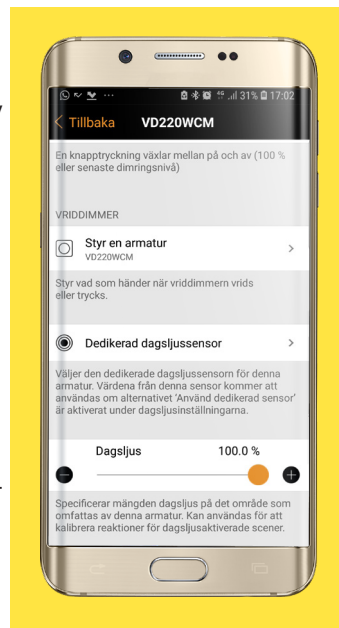 4G 31% 17:02
Tillbaka VD220WCM
En knapptryckning växlar mellan på och av (100 %
eller senaste dimringsnivå)
VRIDDIMMER
Styr en armatur
VD220WCM
Styr vad som händer när vriddimmern vrids
eller trycks.
Dedikerad dagsljussensor
Väljer den dedikerade dagsljussensorn för denna
armatur. Värdena från denna sensor kommer att
användas om alternativet 'Använd dedikerad sensor'
är aktiverat under dagsljusinställningarna.
Dagsljus 100.0 %
Specificerar mängden dagsljus på det område som
omfattas av denna armatur. Kan användas för att
kalibrera reaktioner för dagsljusaktiverade scener.